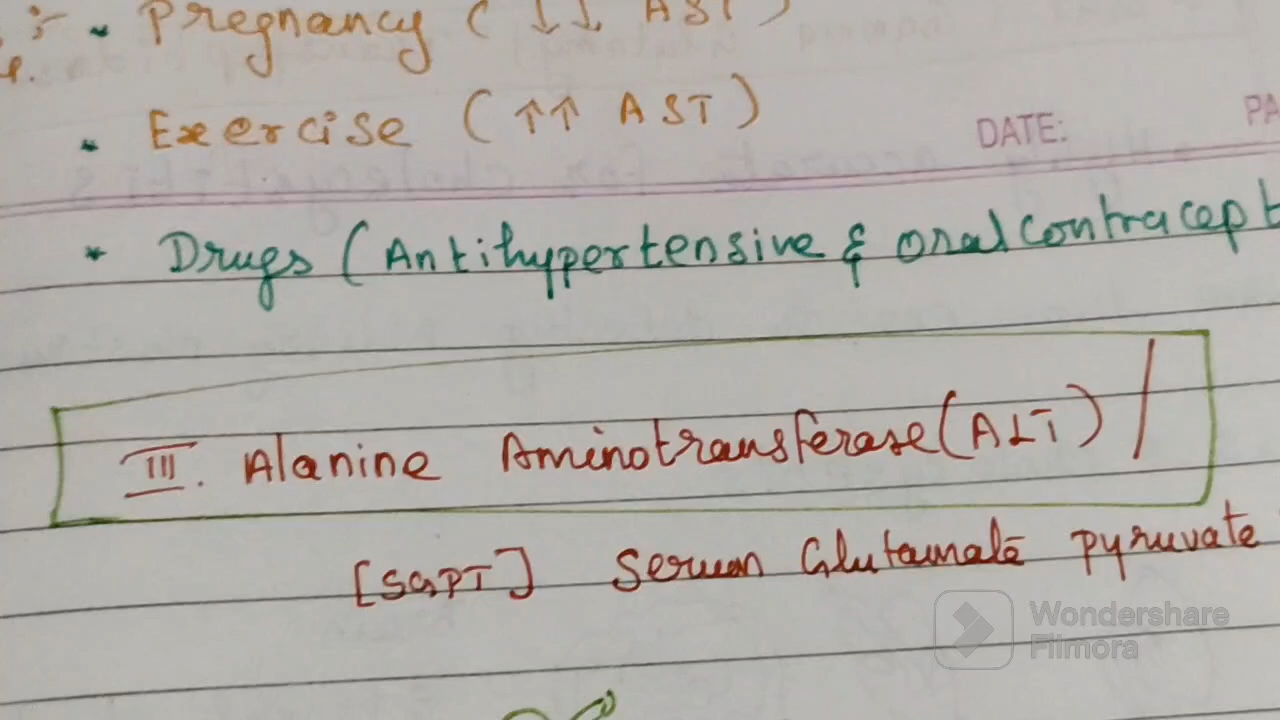 • Pregnancy ( ↓↓ AST)
• Exercise ( ↑↑ AST )
DATE:
PA
* Drugs ( Antihypertensive & oral contracept
III. Alanine Aminotransferase (ALT) /
[SGPT] Serum Glutamate pyruvate
Wondershare
Filmora